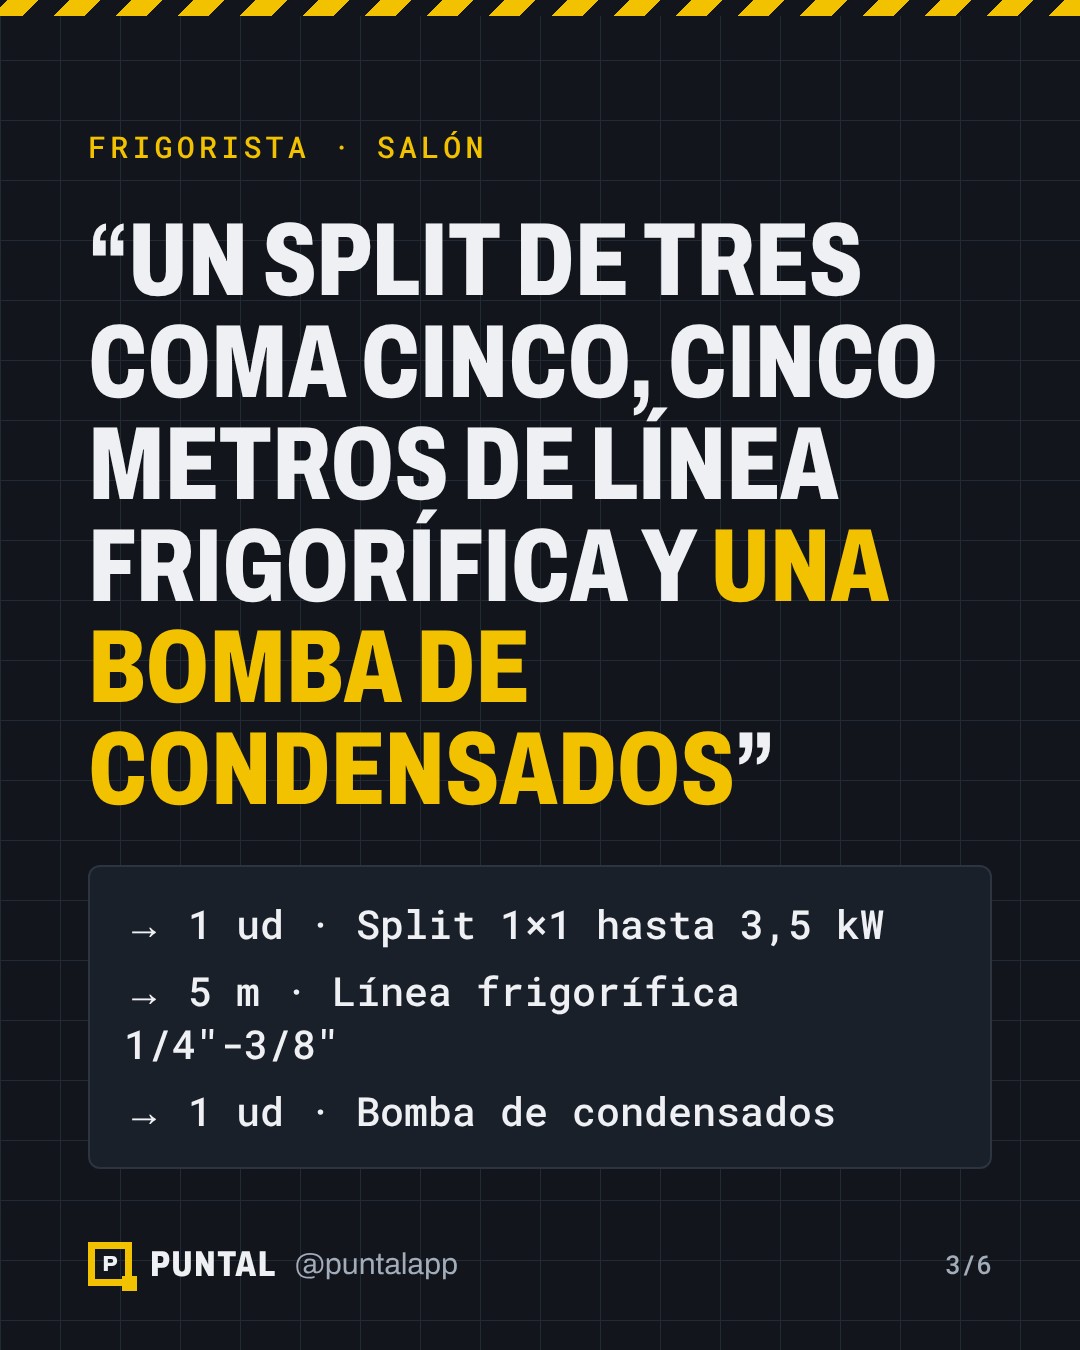 FRIGORISTA · SALÓN
“UN SPLIT DE TRES
COMA CINCO, CINCO
METROS DE LÍNEA
FRIGORÍFICA Y UNA
BOMBA DE
CONDENSADOS”
→ 1 ud · Split 1×1 hasta 3,5 kW
→ 5 m · Línea frigorífica
1/4"-3/8"
→ 1 ud · Bomba de condensados
P PUNTAL @puntalapp 3/6